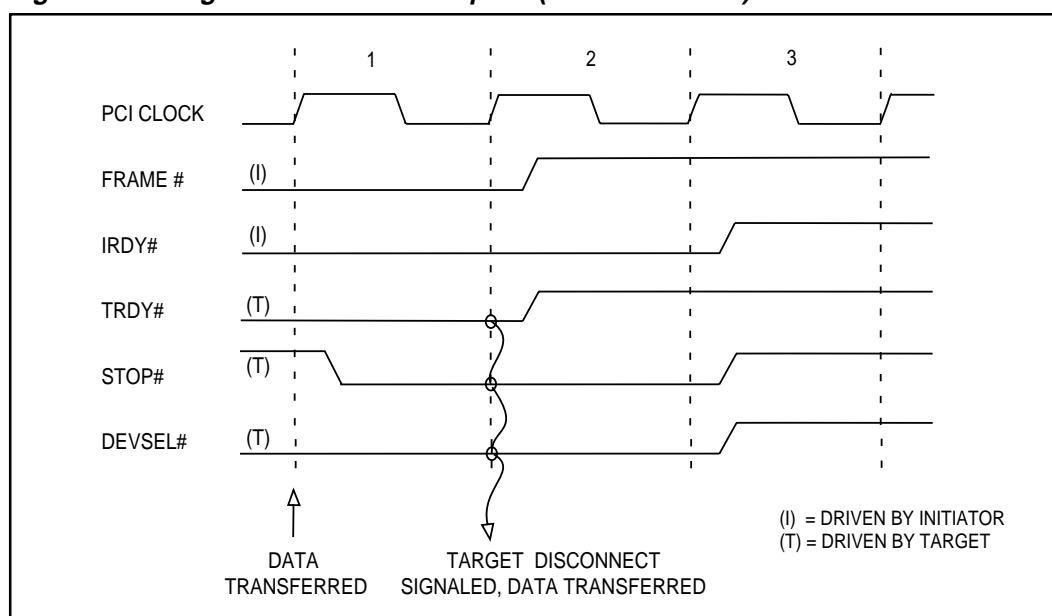 1 2 3
PCI CLOCK
FRAME # (I)
IRDY# (I)
TRDY# (T)
STOP# (T)
DEVSEL# (T)
DATA
TRANSFERRED
TARGET DISCONNECT
SIGNALED, DATA TRANSFERRED
(I) = DRIVEN BY INITIATOR
(T) = DRIVEN BY TARGET